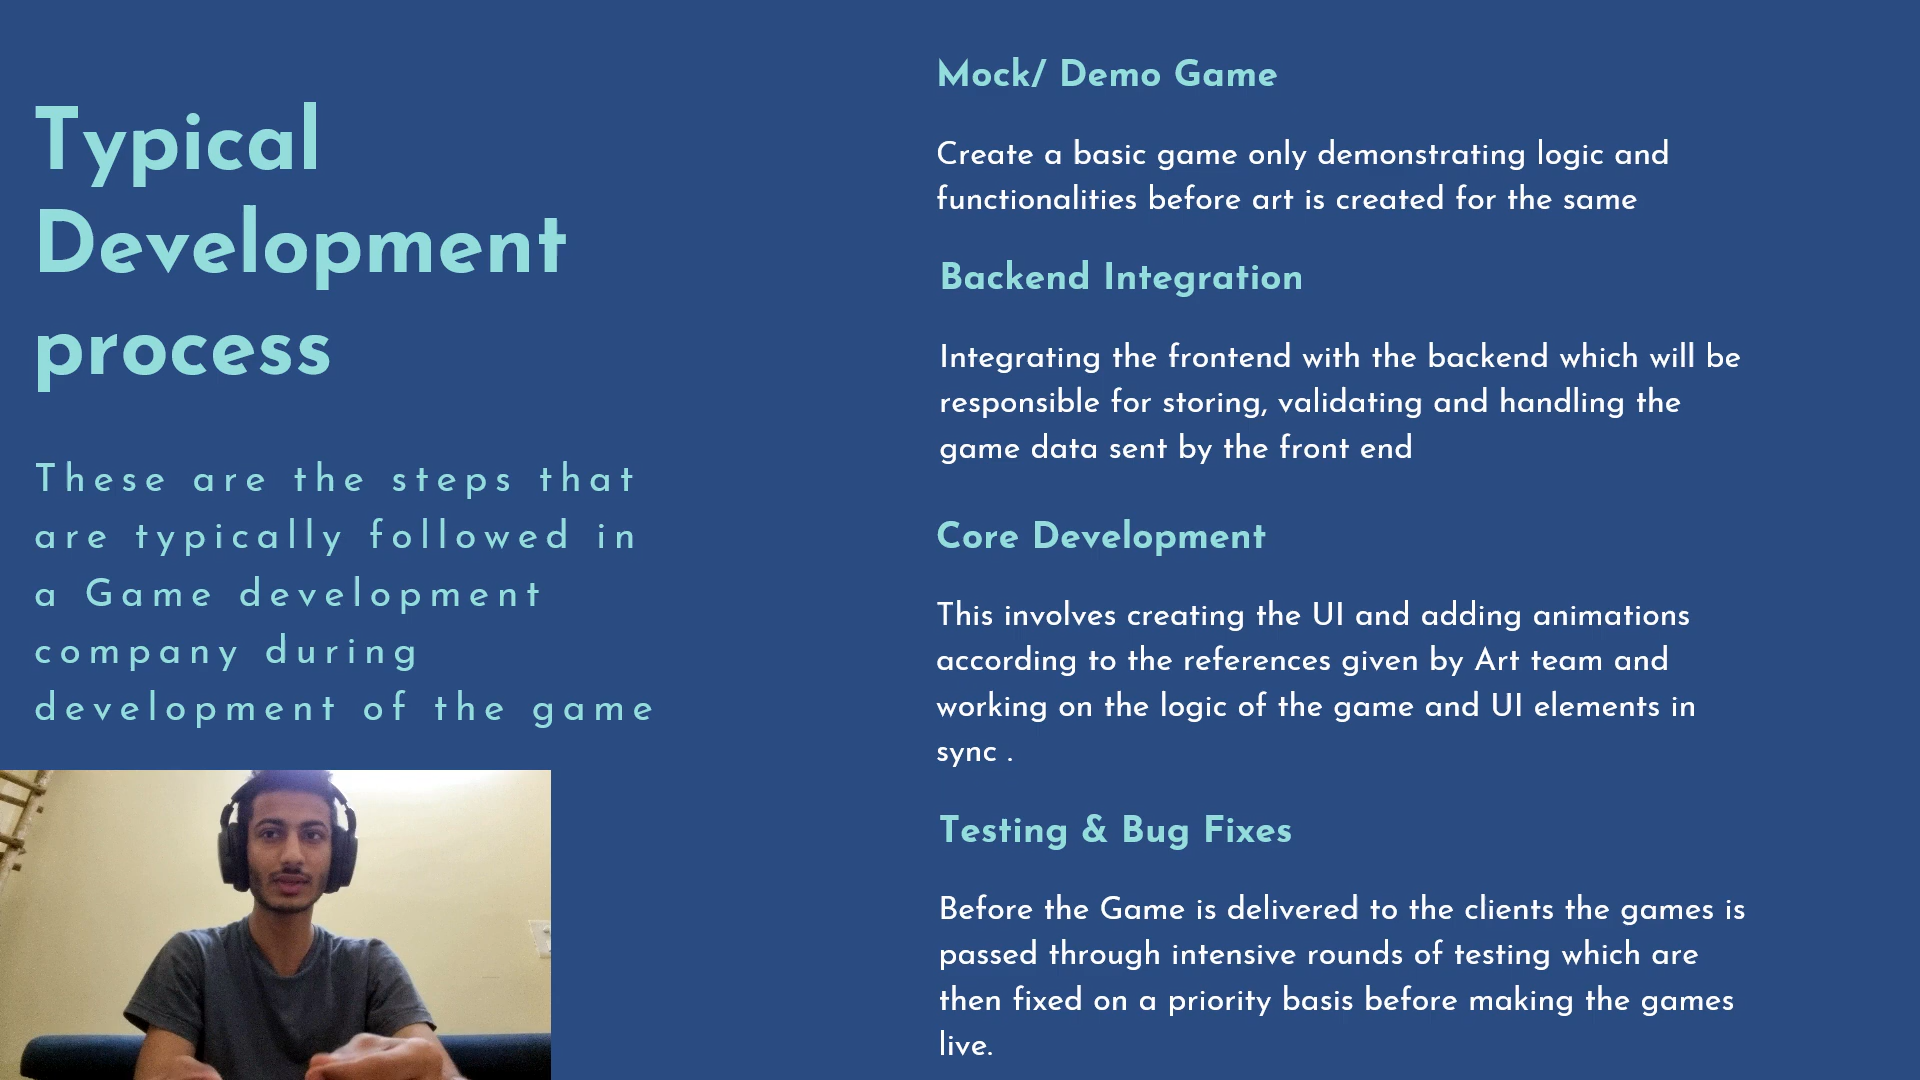 Typical
Development
process
These are the steps that
are typically followed in
a Game development
company during
development of the game
Mock/ Demo Game
Create a basic game only demonstrating logic and
functionalities before art is created for the same
Backend Integration
Integrating the frontend with the backend which will be
responsible for storing, validating and handling the
game data sent by the front end
Core Development
This involves creating the UI and adding animations
according to the references given by Art team and
working on the logic of the game and UI elements in
sync .
Testing & Bug Fixes
Before the Game is delivered to the clients the games is
passed through intensive rounds of testing which are
then fixed on a priority basis before making the games
live.